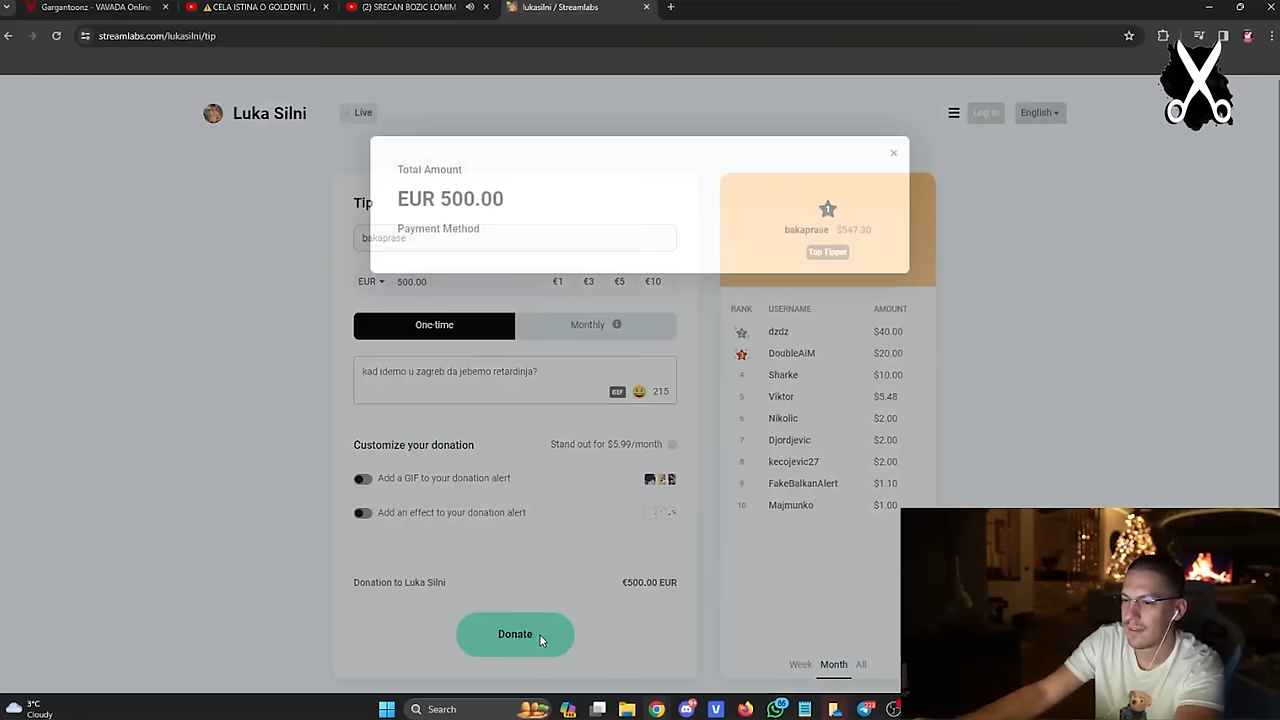 Gargantoonz - VAVADA Online
⚠️CELA ISTINA O GOLDENITU
(2) SRECAN BOZIC LOMIM
lukasilni / Streamlabs
streamlabs.com/lukasilni/tip
Luka Silni
Live
Log in
English
Total Amount
EUR 500.00
Payment Method
Tip
bakaprase
EUR
500.00
€1
€3
€5
€10
One-time
Monthly
kad idemo u zagreb da jebemo retardinja?
GIF
215
Customize your donation
Stand out for $5.99/month
Add a GIF to your donation alert
Add an effect to your donation alert
Donation to Luka Silni
€500.00 EUR
Donate
1
bakaprase $547.30
Top Tipper
RANK USERNAME AMOUNT
2 dzdz $40.00
3 DoubleAiM $20.00
4 Sharke $10.00
5 Viktor $5.48
6 Nikolic $2.00
7 Djordjevic $2.00
8 kecojevic27 $2.00
9 FakeBalkanAlert $1.10
10 Majmunko $1.00
Week Month All
3°C
Cloudy
Search